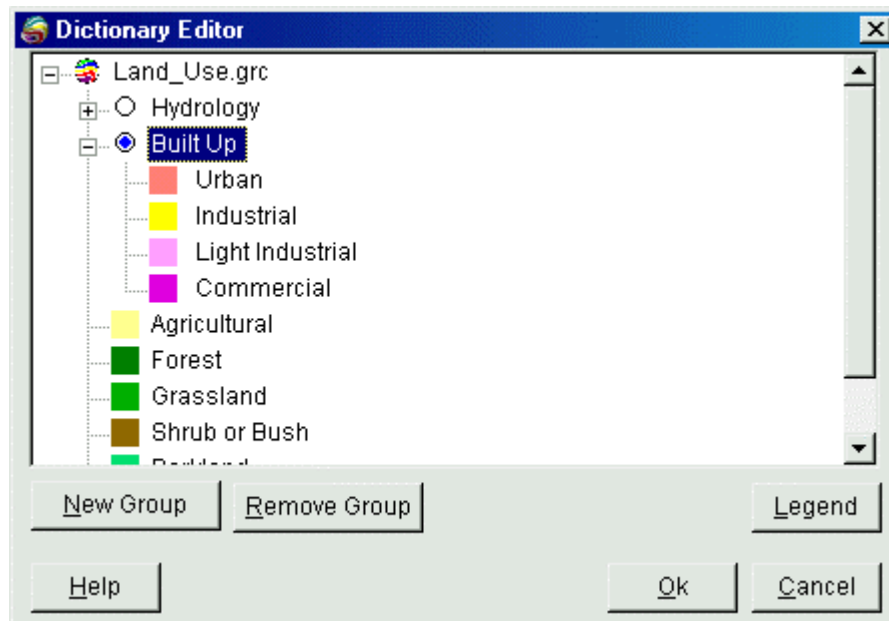 Dictionary Editor
Land_Use.grc
Hydrology
Built Up
Urban
Industrial
Light Industrial
Commercial
Agricultural
Forest
Grassland
Shrub or Bush
New Group
Remove Group
Legend
Help
Ok
Cancel